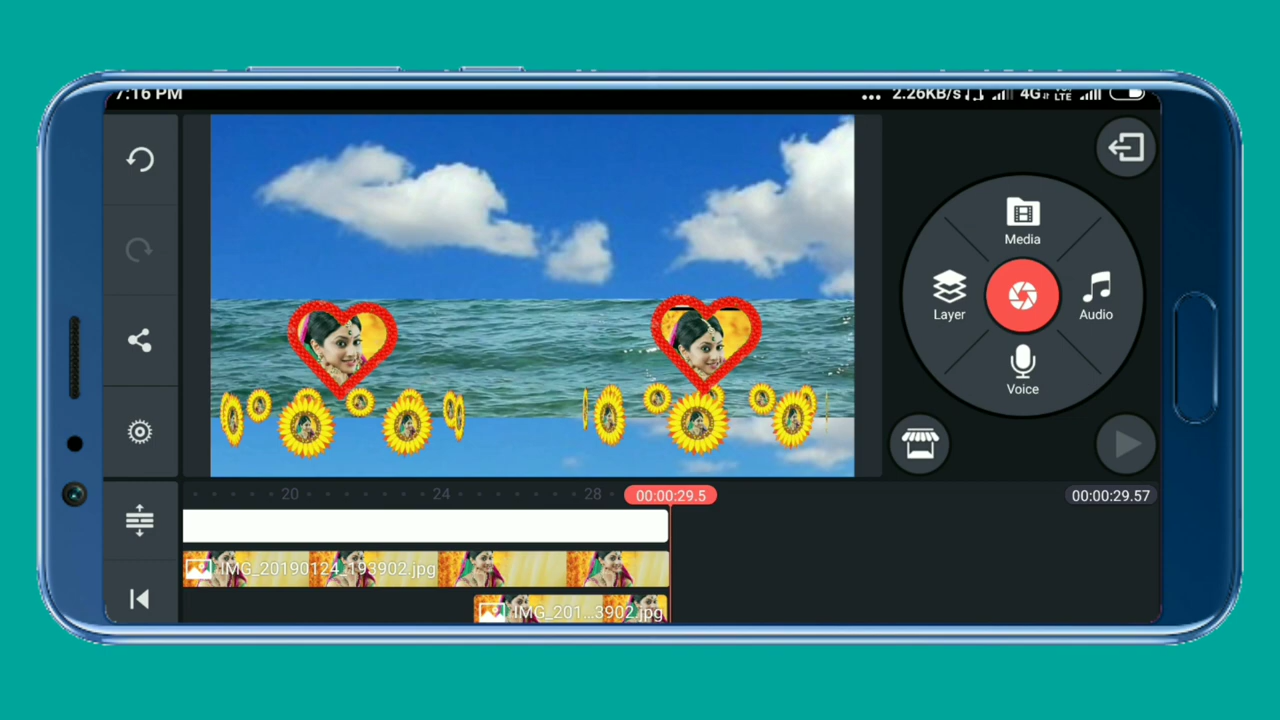 7:16 PM
... 2.26KB/s 4G LTE
Media
Layer
Audio
Voice
20 24 28 00:00:29.5 00:00:29.57
IMG_20190124_193902.jpg
IMG_201...3902.jpg